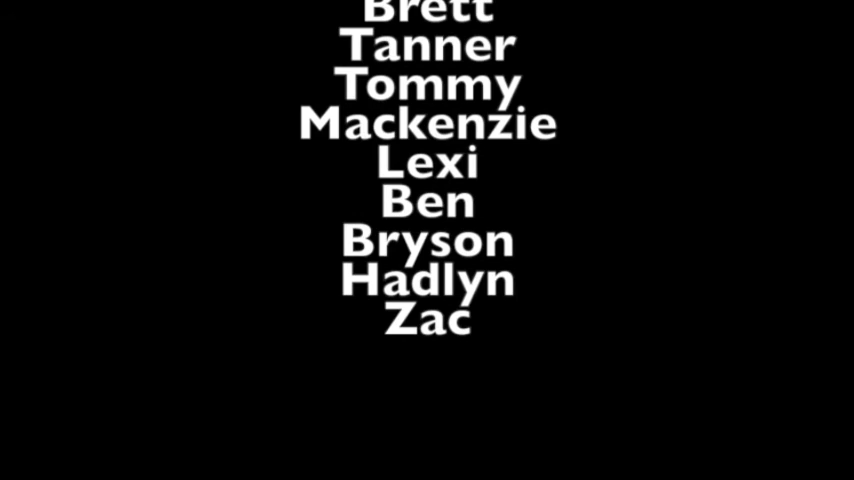 Brett
Tanner
Tommy
Mackenzie
Lexi
Ben
Bryson
Hadlyn
Zac